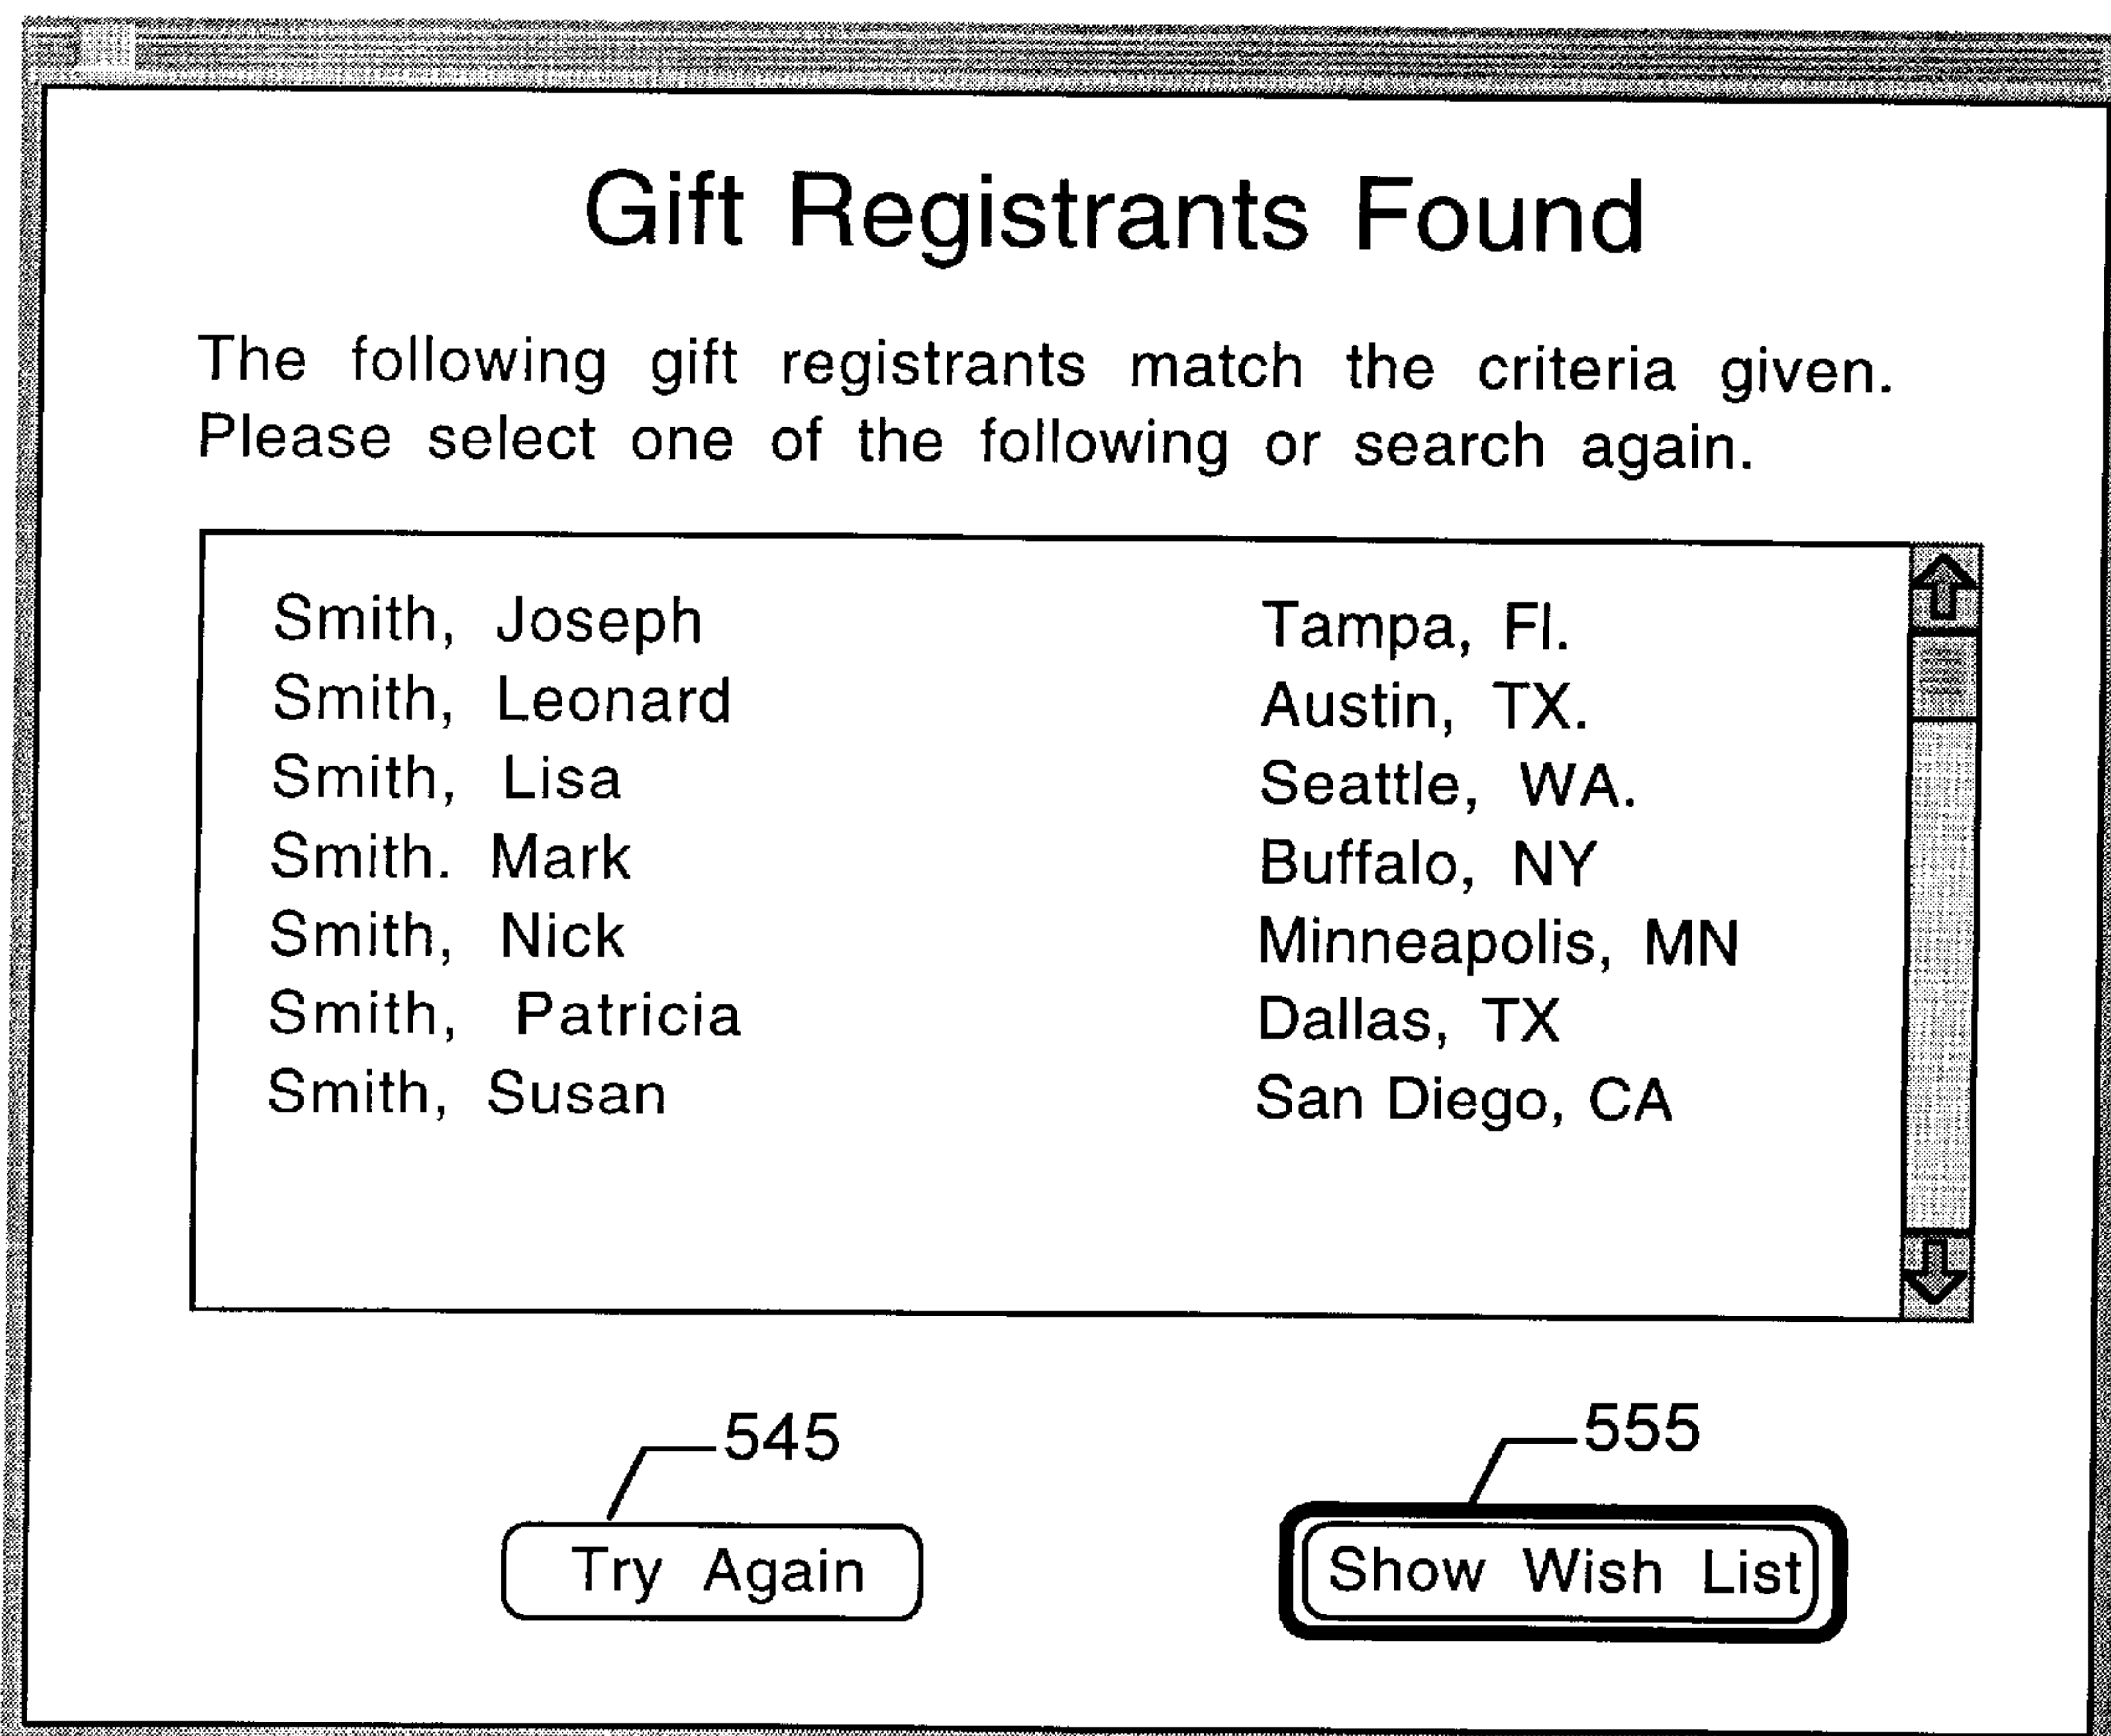 Gift Registrants Found
The following gift registrants match the criteria given.
Please select one of the following or search again.
Smith, Joseph Tampa, Fl.
Smith, Leonard Austin, TX.
Smith, Lisa Seattle, WA.
Smith. Mark Buffalo, NY
Smith, Nick Minneapolis, MN
Smith, Patricia Dallas, TX
Smith, Susan San Diego, CA
545 555
Try Again Show Wish List